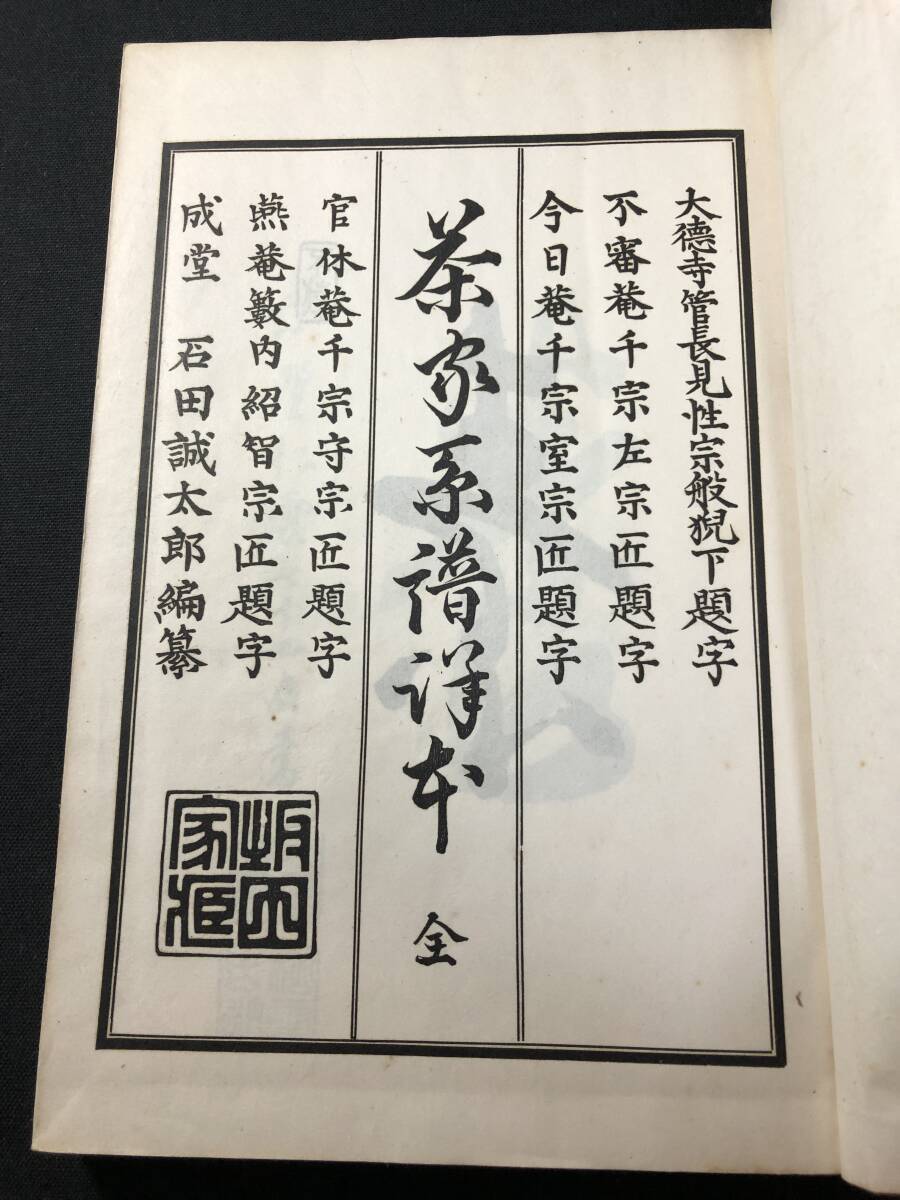 大德寺管長見性宗般猊下題字
不審菴千宗左宗匠題字
今日菴千宗室宗匠題字
茶家系譜詳本 全
官休菴千宗守宗匠題字
燕菴籔內紹智宗匠題字
成堂 石田誠太郎編纂